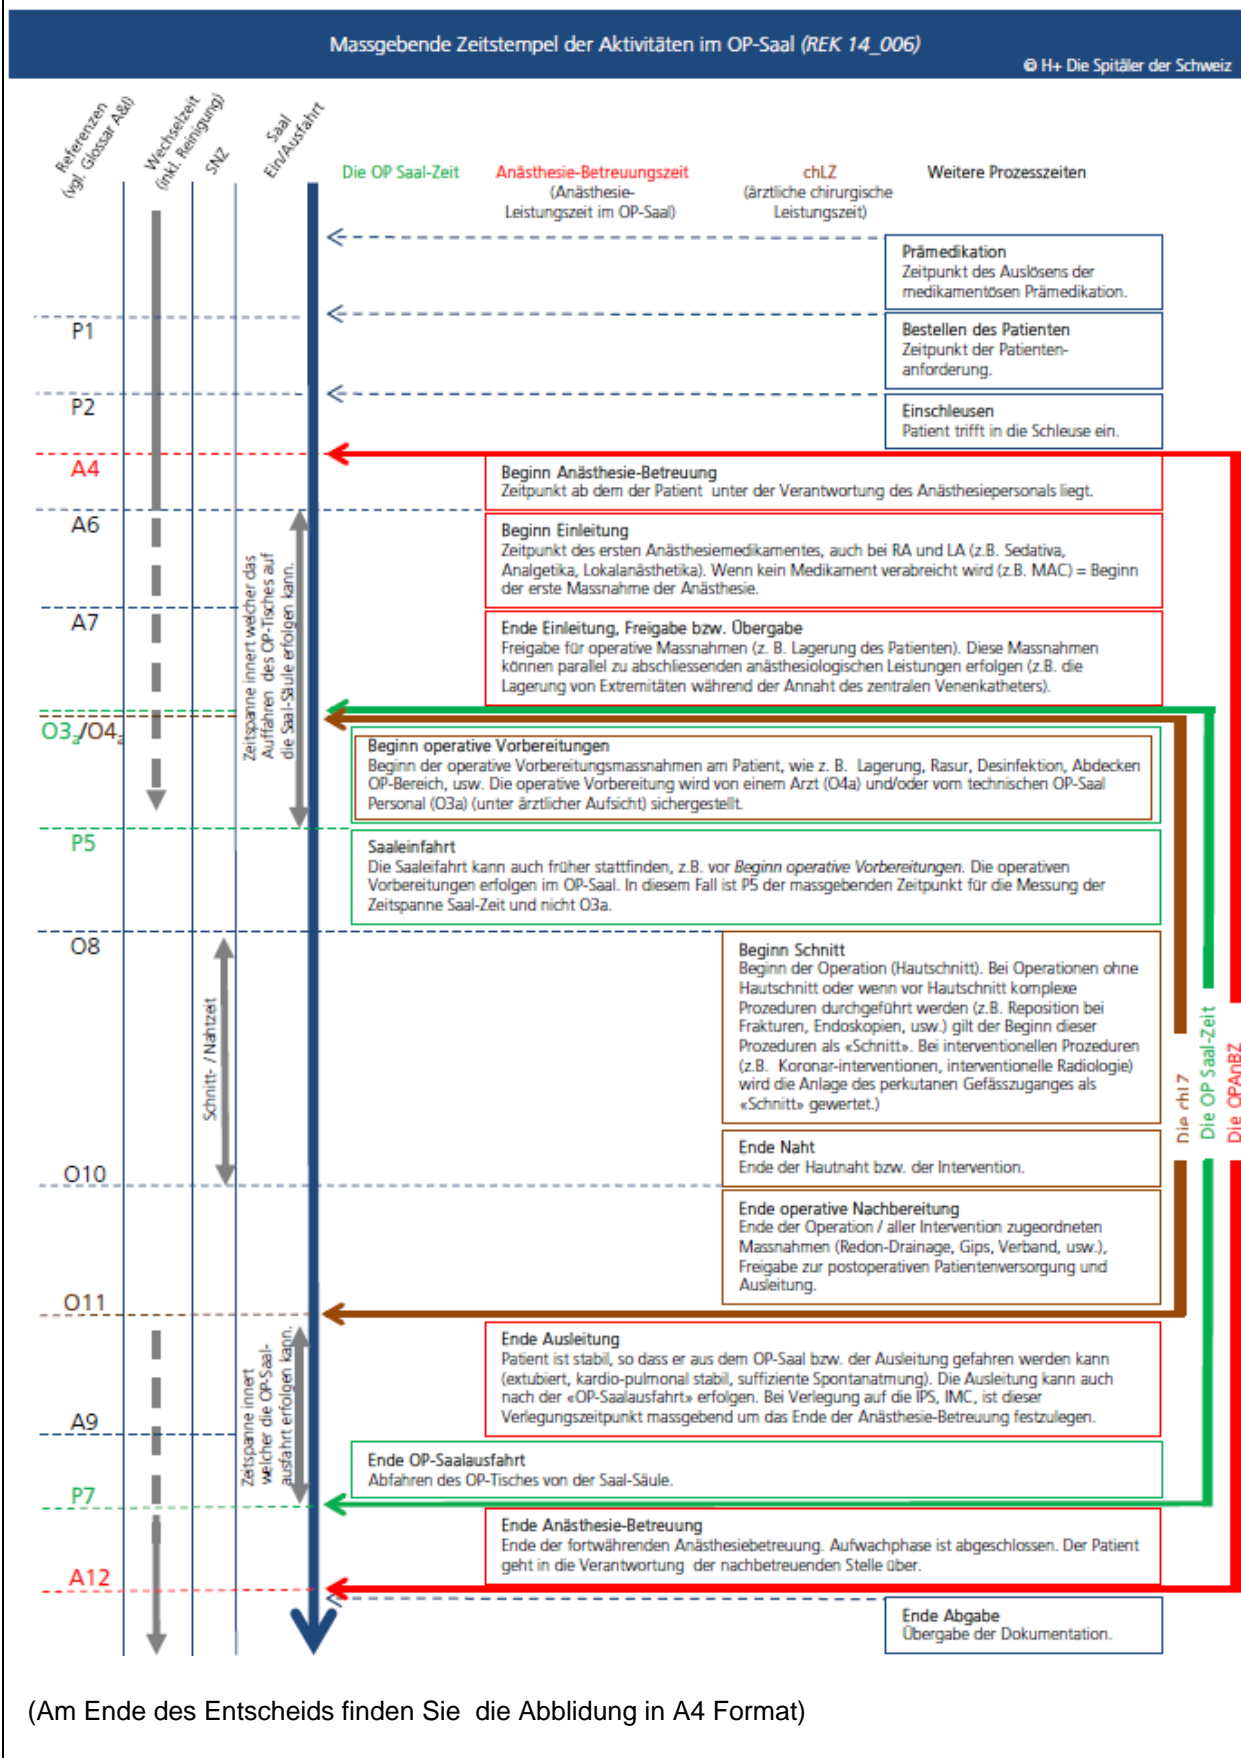 Massgebende Zeitstempel der Aktivitäten im OP-Saal (REK 14_006)
© H+ Die Spitäler der Schweiz
Referenzen
(vgl. Glossar A&I)
Wechselzeit
(inkl. Reinigung)
SNZ
Saal
Ein/Ausfahrt
Die OP Saal-Zeit
Anästhesie-Betreuungszeit
(Anästhesie-
Leistungszeit im OP-Saal)
chLZ
(ärztliche chirurgische
Leistungszeit)
Weitere Prozesszeiten
Prämedikation
Zeitpunkt des Auslösens der
medikamentösen Prämedikation.
P1
Bestellen des Patienten
Zeitpunkt der Patienten-
anforderung.
P2
Einschleusen
Patient trifft in die Schleuse ein.
A4
Beginn Anästhesie-Betreuung
Zeitpunkt ab dem der Patient unter der Verantwortung des Anästhesiepersonals liegt.
A6
Beginn Einleitung
Zeitpunkt des ersten Anästhesiemedikamentes, auch bei RA und LA (z.B. Sedativa,
Analgetika, Lokalanästhetika). Wenn kein Medikament verabreicht wird (z.B. MAC) = Beginn
der erste Massnahme der Anästhesie.
Zeitspanne innert welcher das
Auffahren des OP-Tisches auf
die Saal-Säule erfolgen kann.
A7
Ende Einleitung, Freigabe bzw. Übergabe
Freigabe für operative Massnahmen (z. B. Lagerung des Patienten). Diese Massnahmen
können parallel zu abschliessenden anästhesiologischen Leistungen erfolgen (z.B. die
Lagerung von Extremitäten während der Annaht des zentralen Venenkatheters).
O3a/O4a
Beginn operative Vorbereitungen
Beginn der operative Vorbereitungsmassnahmen am Patient, wie z. B. Lagerung, Rasur, Desinfektion, Abdecken
OP-Bereich, usw. Die operative Vorbereitung wird von einem Arzt (O4a) und/oder vom technischen OP-Saal
Personal (O3a) (unter ärztlicher Aufsicht) sichergestellt.
P5
Saaleinfahrt
Die Saaleifahrt kann auch früher stattfinden, z.B. vor Beginn operative Vorbereitungen. Die operativen
Vorbereitungen erfolgen im OP-Saal. In diesem Fall ist P5 der massgebenden Zeitpunkt für die Messung der
Zeitspanne Saal-Zeit und nicht O3a.
O8
Beginn Schnitt
Beginn der Operation (Hautschnitt). Bei Operationen ohne
Hautschnitt oder wenn vor Hautschnitt komplexe
Prozeduren durchgeführt werden (z.B. Reposition bei
Frakturen, Endoskopien, usw.) gilt der Beginn dieser
Prozeduren als «Schnitt». Bei interventionellen Prozeduren
(z.B. Koronar-interventionen, interventionelle Radiologie)
wird die Anlage des perkutanen Gefässzuganges als
«Schnitt» gewertet.)
Schnitt- / Nahtzeit
Die chLZ
Die OP Saal-Zeit
Die OPAnBZ
Ende Naht
Ende der Hautnaht bzw. der Intervention.
O10
Ende operative Nachbereitung
Ende der Operation / aller Intervention zugeordneten
Massnahmen (Redon-Drainage, Gips, Verband, usw.),
Freigabe zur postoperativen Patientenversorgung und
Ausleitung.
O11
Ende Ausleitung
Patient ist stabil, so dass er aus dem OP-Saal bzw. der Ausleitung gefahren werden kann
(extubiert, kardio-pulmonal stabil, suffiziente Spontanatmung). Die Ausleitung kann auch
nach der «OP-Saalausfahrt» erfolgen. Bei Verlegung auf die IPS, IMC, ist dieser
Verlegungszeitpunkt massgebend um das Ende der Anästhesie-Betreuung festzulegen.
Zeitspanne innert
welcher die OP-Saal-
ausfahrt erfolgen kann.
A9
Ende OP-Saalausfahrt
Abfahren des OP-Tisches von der Saal-Säule.
P7
Ende Anästhesie-Betreuung
Ende der fortwährenden Anästhesiebetreuung. Aufwachphase ist abgeschlossen. Der Patient
geht in die Verantwortung der nachbetreuenden Stelle über.
A12
Ende Abgabe
Übergabe der Dokumentation.
(Am Ende des Entscheids finden Sie die Abblidung in A4 Format)